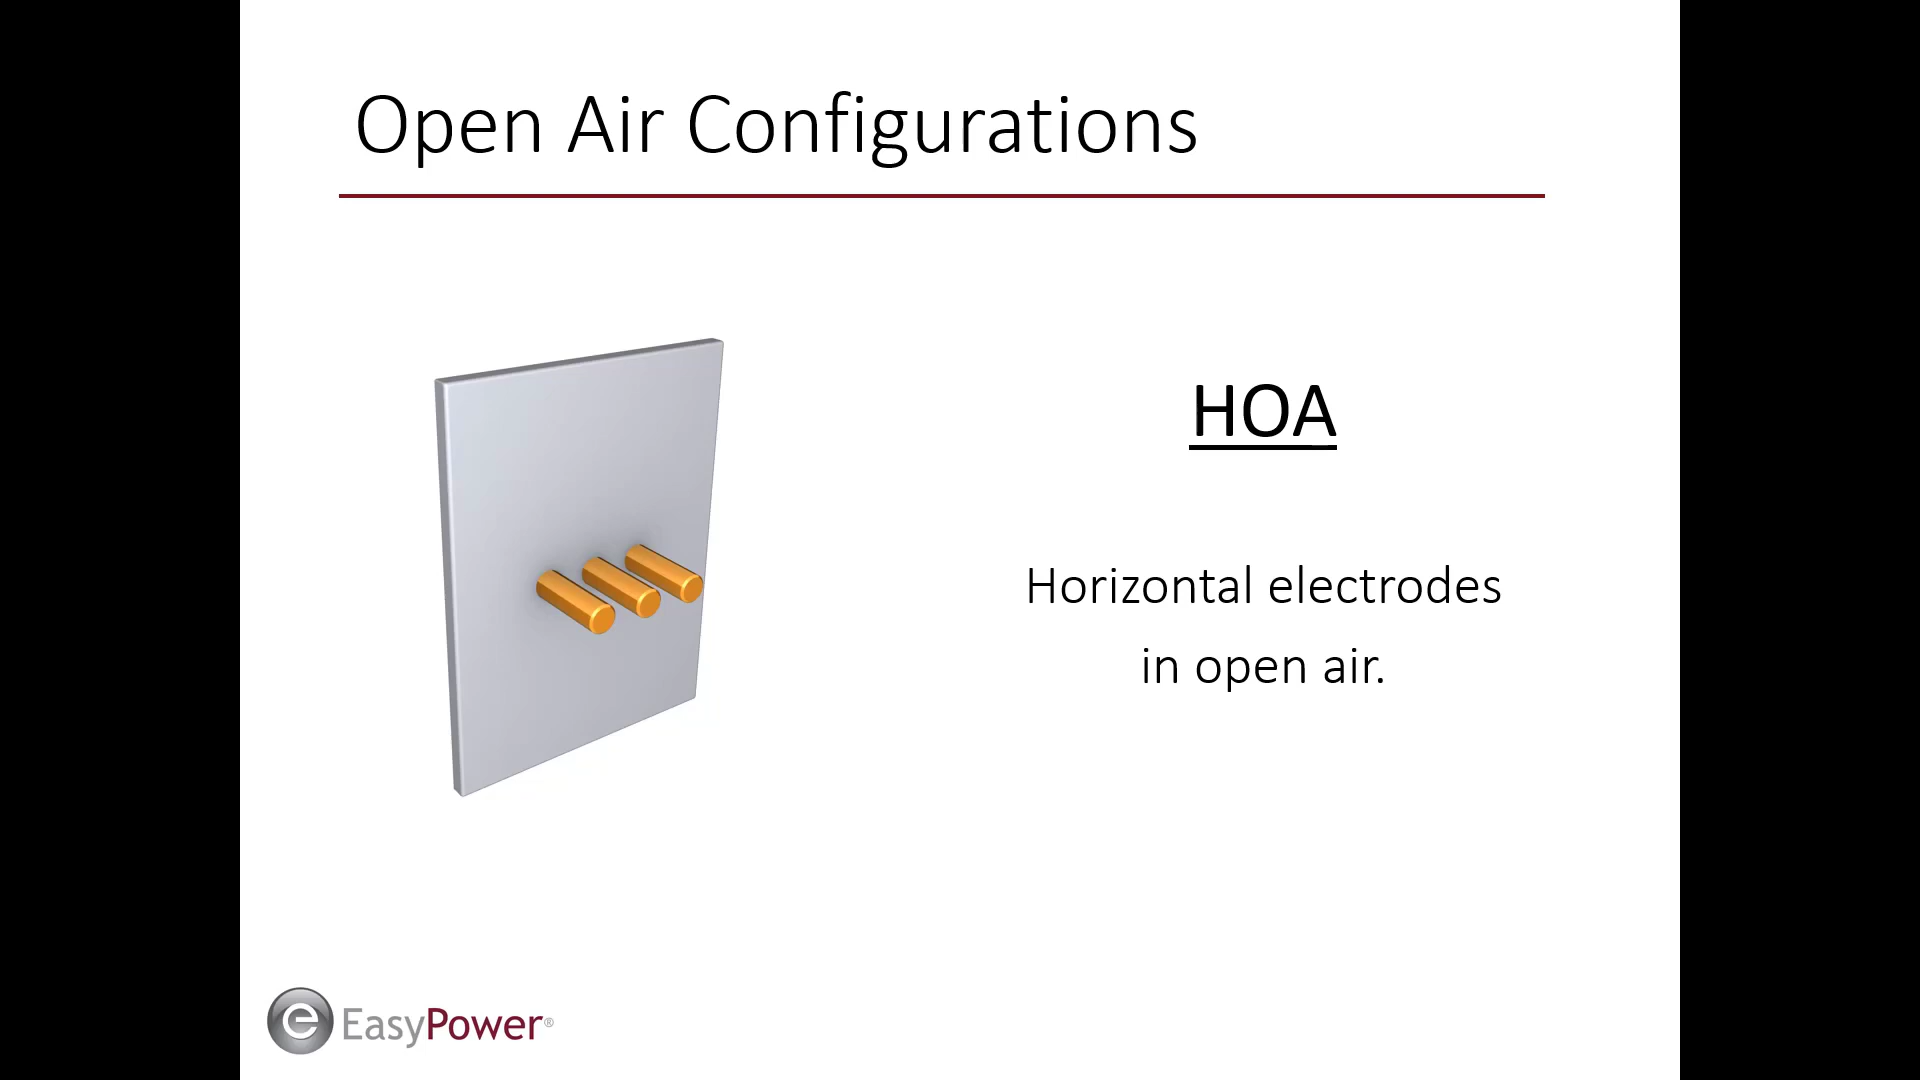 Open Air Configurations
HOA
Horizontal electrodes
in open air.
e EasyPower®